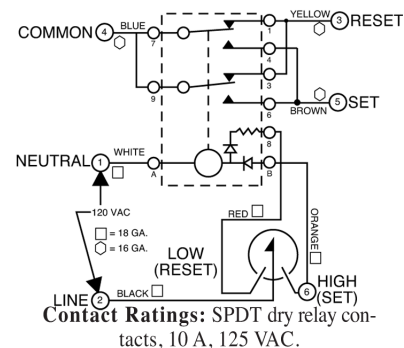 COMMON 4 BLUE 7 1 YELLOW 3 RESET
4
9 3
6 BROWN 5 SET
8
NEUTRAL 1 WHITE A B
120 VAC
= 18 GA.
= 16 GA.
RED
ORANGE
LOW
(RESET)
6 HIGH
(SET)
LINE 2 BLACK
Contact Ratings: SPDT dry relay con-
tacts, 10 A, 125 VAC.